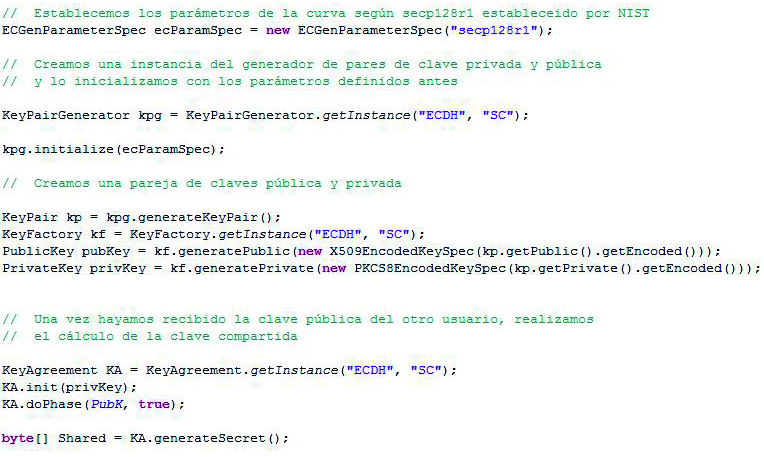 //  Establecemos los parámetros de la curva según secp128r1 estableceido por NIST
ECGenParameterSpec ecParamSpec = new ECGenParameterSpec("secp128r1");
//  Creamos una instancia del generador de pares de clave privada y pública
//  y lo inicializamos con los parámetros definidos antes
KeyPairGenerator kpg = KeyPairGenerator.getInstance("ECDH", "SC");
kpg.initialize(ecParamSpec);
//  Creamos una pareja de claves pública y privada
KeyPair kp = kpg.generateKeyPair();
KeyFactory kf = KeyFactory.getInstance("ECDH", "SC");
PublicKey pubKey = kf.generatePublic(new X509EncodedKeySpec(kp.getPublic().getEncoded()));
PrivateKey privKey = kf.generatePrivate(new PKCS8EncodedKeySpec(kp.getPrivate().getEncoded()));
//  Una vez hayamos recibido la clave pública del otro usuario, realizamos
//  el cálculo de la clave compartida
KeyAgreement KA = KeyAgreement.getInstance("ECDH", "SC");
KA.init(privKey);
KA.doPhase(PubK, true);
byte[] Shared = KA.generateSecret();